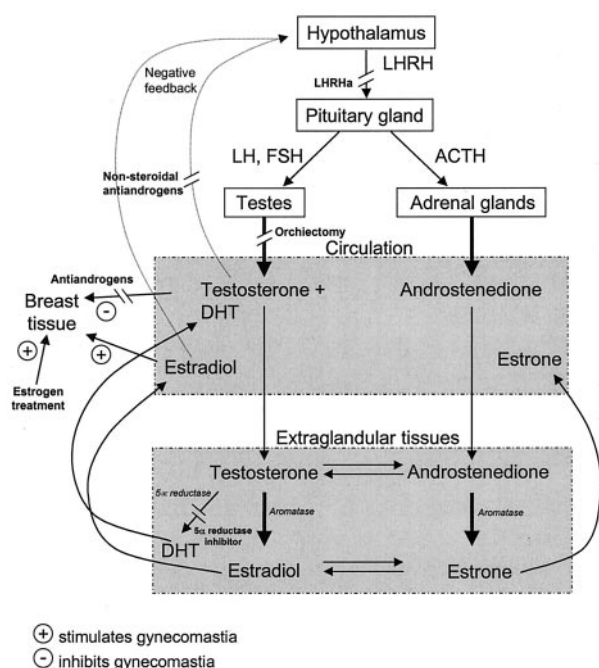 Hypothalamus
LHRH
Negative
feedback
LHRHa
Pituitary gland
LH, FSH
ACTH
Non-steroidal
antiandrogens
Testes
Adrenal glands
Orchiectomy
Circulation
Antiandrogens
Testosterone +
DHT
Androstenedione
Breast
tissue
-
+
+
Estradiol
Estrone
Estrogen
treatment
Extraglandular tissues
Testosterone
Androstenedione
5α reductase
Aromatase
Aromatase
5α reductase
inhibitor
DHT
Estradiol
Estrone
+ stimulates gynecomastia
- inhibits gynecomastia